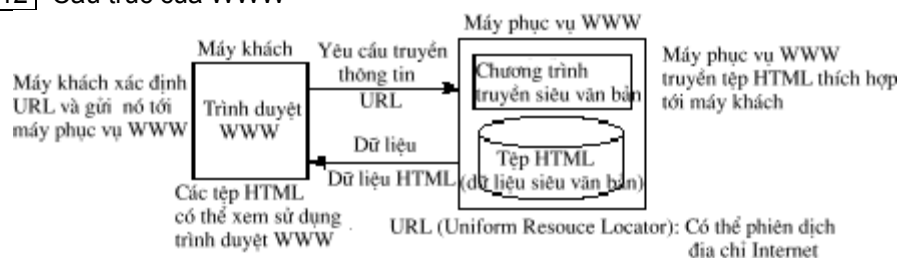 Cấu trúc của WWW
Máy phục vụ WWW
Máy khách
Yêu cầu truyền
thông tin
URL
Máy khách xác định
URL và gửi nó tới
máy phục vụ WWW
Trình duyệt
WWW
Chương trình
truyền siêu văn bản
Máy phục vụ WWW
truyền tệp HTML thích hợp
tới máy khách
Dữ liệu
Dữ liệu HTML
Tệp HTML
(dữ liệu siêu văn bản)
Các tệp HTML
có thể xem sử dụng
trình duyệt WWW
URL (Uniform Resouce Locator): Có thể phiên dịch
địa chỉ Internet